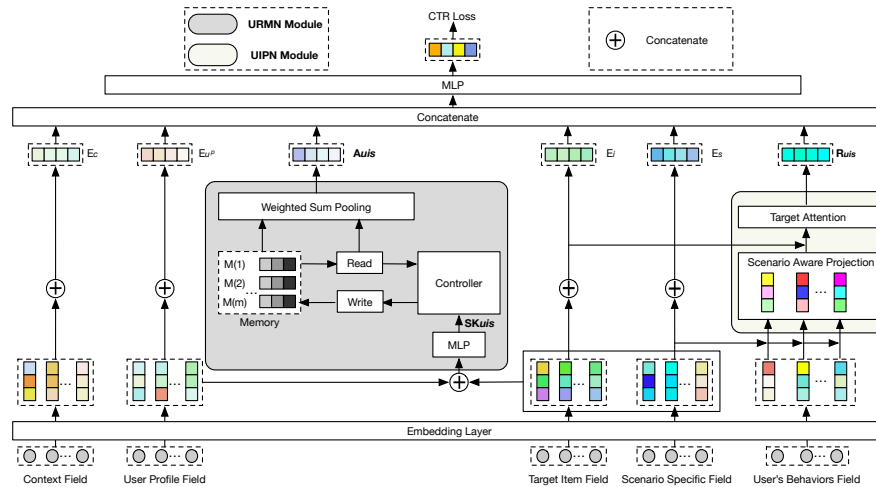 CTR Loss
URMN Module
UIPN Module
Concatenate
MLP
Concatenate
Ec
Eu^p
Auis
Ei
Es
Ruis
Weighted Sum Pooling
Target Attention
M(1)
M(2)
...
M(m)
Read
Write
Controller
Memory
Scenario Aware Projection
...
SKuis
MLP
... ... ... ... ...
Embedding Layer
... ... ... ... ...
Context Field
User Profile Field
Target Item Field
Scenario Specific Field
User's Behaviors Field